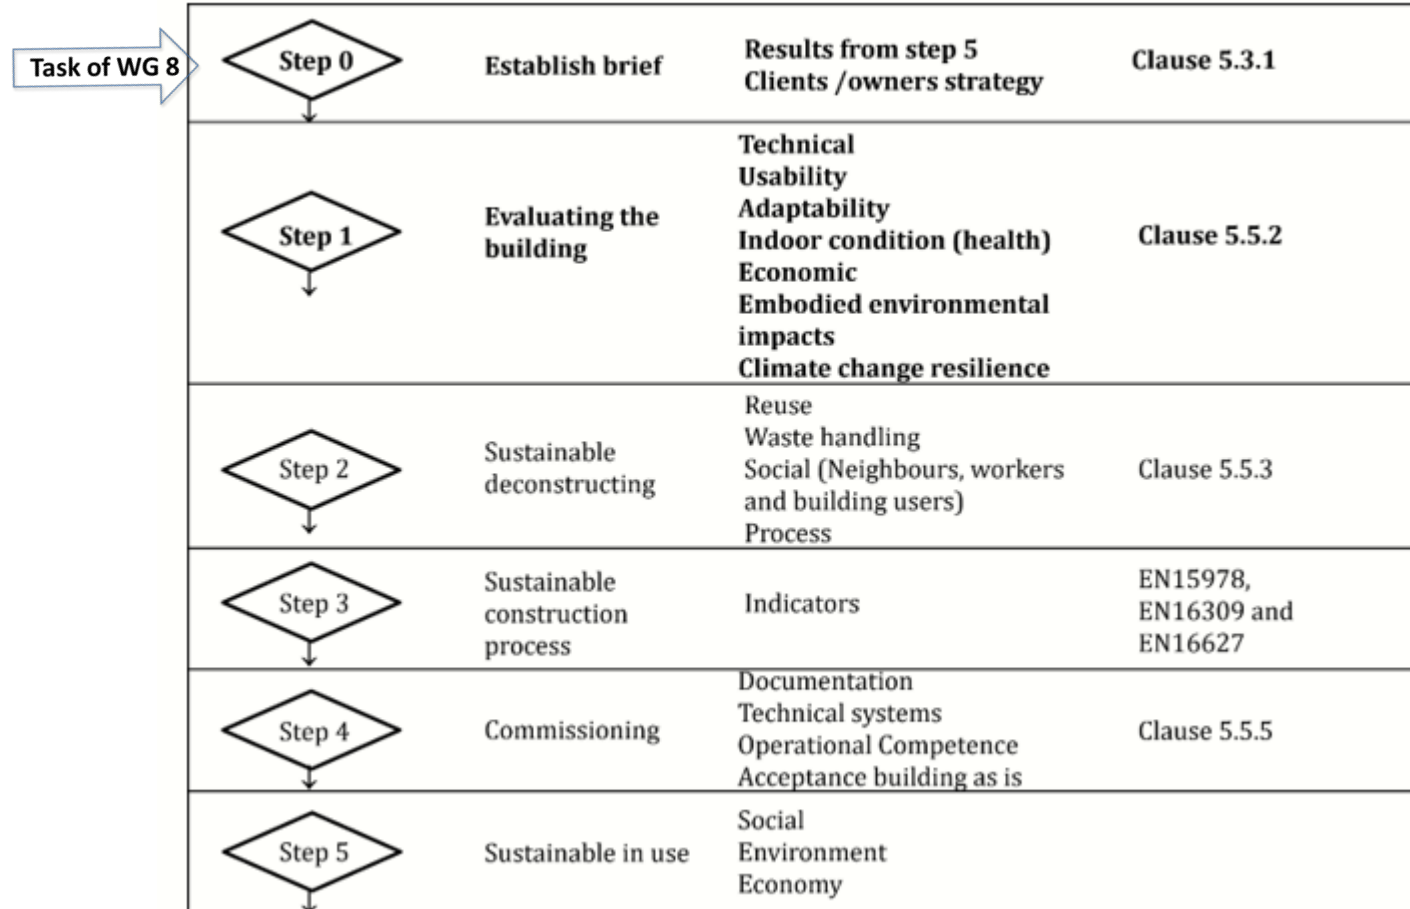 Task of WG 8
Step 0
Establish brief
Results from step 5
Clients /owners strategy
Clause 5.3.1
Step 1
Evaluating the
building
Technical
Usability
Adaptability
Indoor condition (health)
Economic
Embodied environmental
impacts
Climate change resilience
Clause 5.5.2
Step 2
Sustainable
deconstructing
Reuse
Waste handling
Social (Neighbours, workers
and building users)
Process
Clause 5.5.3
Step 3
Sustainable
construction
process
Indicators
EN15978,
EN16309 and
EN16627
Step 4
Commissioning
Documentation
Technical systems
Operational Competence
Acceptance building as is
Clause 5.5.5
Step 5
Sustainable in use
Social
Environment
Economy